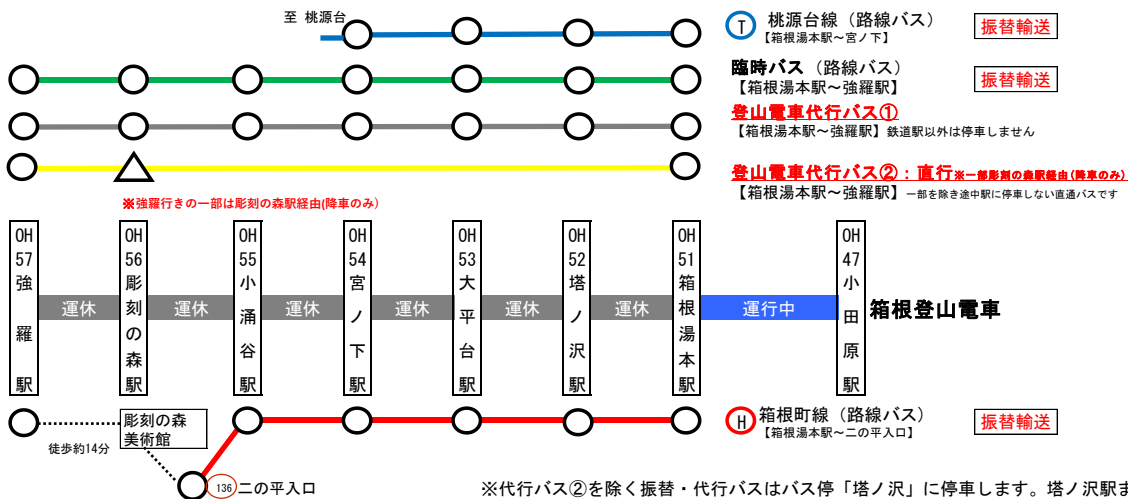 至 桃源台
T 桃源台線（路線バス） 振替輸送
【箱根湯本駅～宮ノ下】
臨時バス（路線バス） 振替輸送
【箱根湯本駅～強羅駅】
登山電車代行バス①
【箱根湯本駅～強羅駅】鉄道駅以外は停車しません
登山電車代行バス②：直行※一部彫刻の森駅経由(降車のみ)
【箱根湯本駅～強羅駅】一部を除き途中駅に停車しない直通バスです
※強羅行きの一部は彫刻の森駅経由(降車のみ)
OH57強羅駅
運休
OH56彫刻の森駅
運休
OH55小涌谷駅
運休
OH54宮ノ下駅
運休
OH53大平台駅
運休
OH52塔ノ沢駅
運休
OH51箱根湯本駅
運行中
OH47小田原駅
箱根登山電車
H 箱根町線（路線バス） 振替輸送
【箱根湯本駅～二の平入口】
彫刻の森
美術館
徒歩約14分
136 二の平入口
※代行バス②を除く振替・代行バスはバス停「塔ノ沢」に停車します。塔ノ沢駅ま